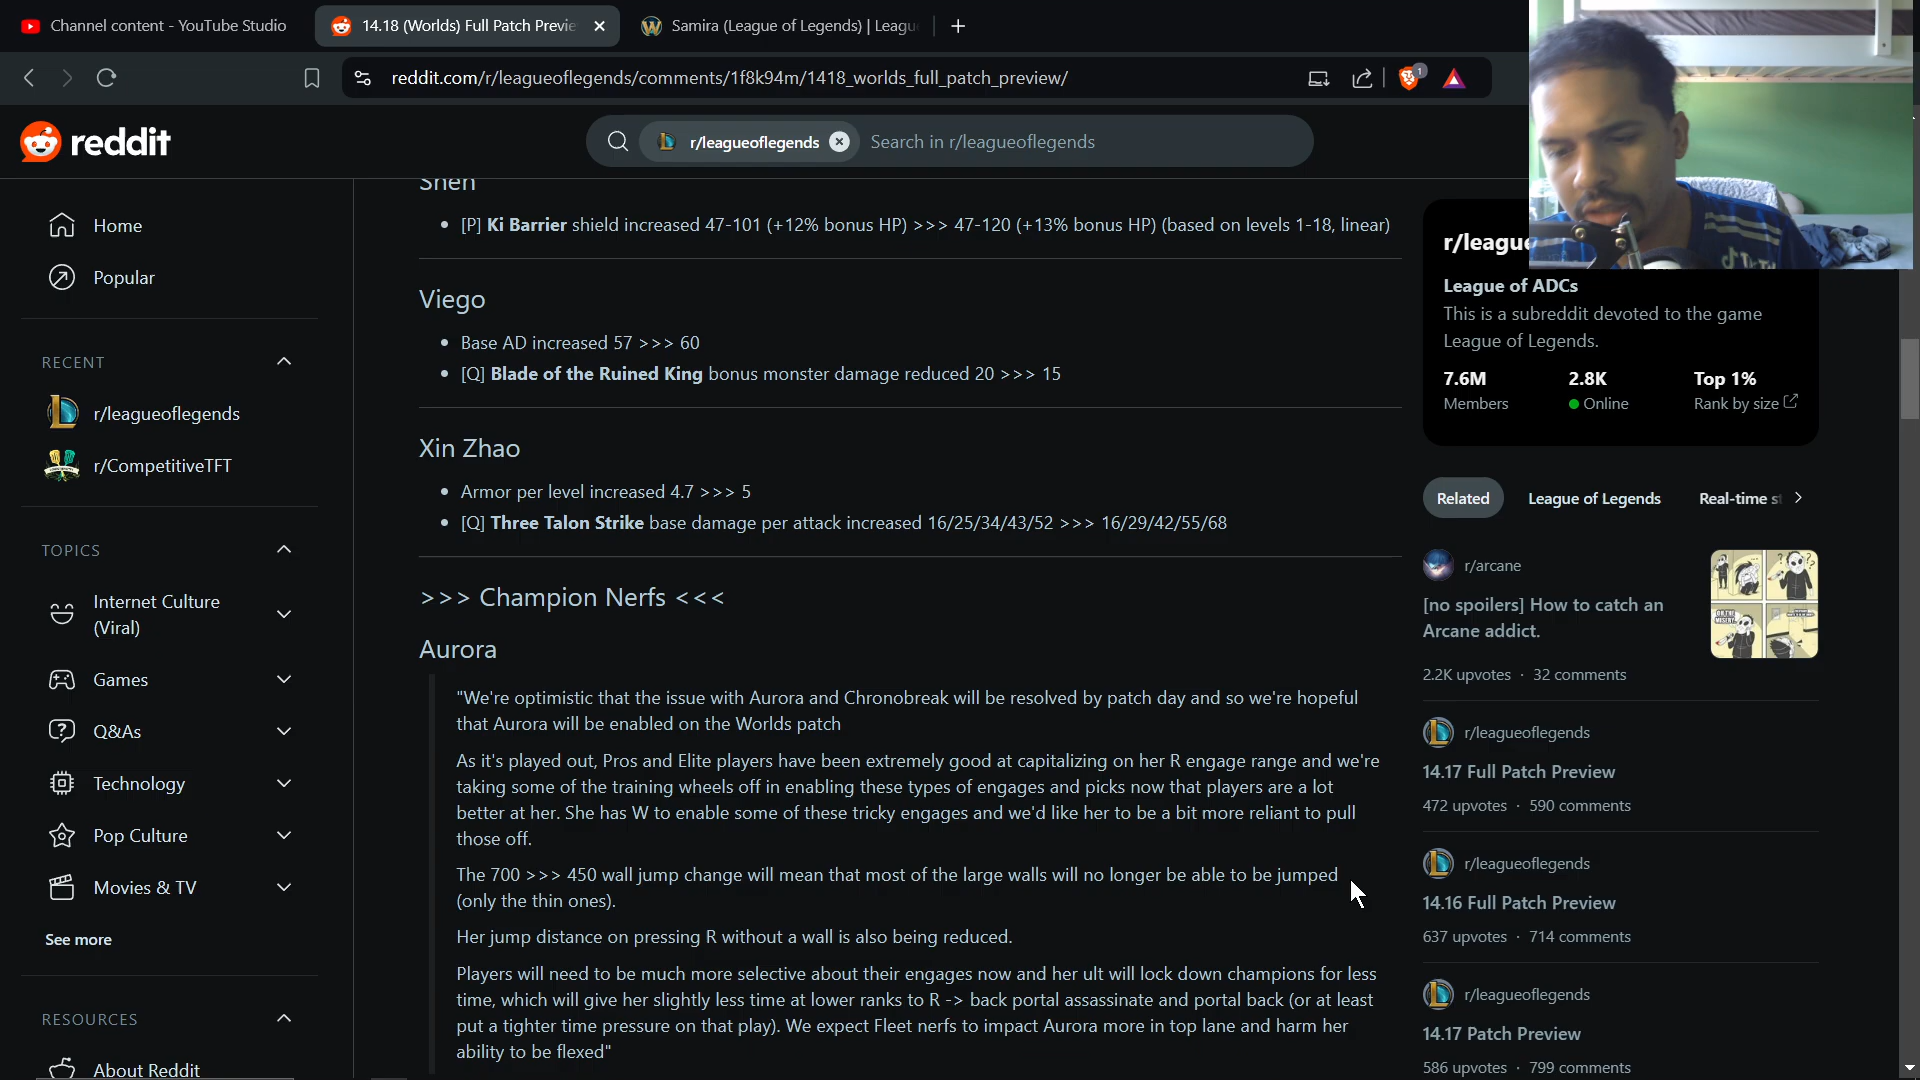 Channel content - YouTube Studio
14.18 (Worlds) Full Patch Previe
Samira (League of Legends) | Leagu
reddit.com/r/leagueoflegends/comments/1f8k94m/1418_worlds_full_patch_preview/
1
reddit
r/leagueoflegends
Search in r/leagueoflegends
Home
Popular
RECENT
r/leagueoflegends
r/CompetitiveTFT
TOPICS
Internet Culture
(Viral)
Games
Q&As
Technology
Pop Culture
Movies & TV
See more
RESOURCES
About Reddit
Shen
• [P] Ki Barrier shield increased 47-101 (+12% bonus HP) >>> 47-120 (+13% bonus HP) (based on levels 1-18, linear)
Viego
• Base AD increased 57 >>> 60
• [Q] Blade of the Ruined King bonus monster damage reduced 20 >>> 15
Xin Zhao
• Armor per level increased 4.7 >>> 5
• [Q] Three Talon Strike base damage per attack increased 16/25/34/43/52 >>> 16/29/42/55/68
>>> Champion Nerfs <<<
Aurora
"We're optimistic that the issue with Aurora and Chronobreak will be resolved by patch day and so we're hopeful
that Aurora will be enabled on the Worlds patch
As it's played out, Pros and Elite players have been extremely good at capitalizing on her R engage range and we're
taking some of the training wheels off in enabling these types of engages and picks now that players are a lot
better at her. She has W to enable some of these tricky engages and we'd like her to be a bit more reliant to pull
those off.
The 700 >>> 450 wall jump change will mean that most of the large walls will no longer be able to be jumped
(only the thin ones).
Her jump distance on pressing R without a wall is also being reduced.
Players will need to be much more selective about their engages now and her ult will lock down champions for less
time, which will give her slightly less time at lower ranks to R -> back portal assassinate and portal back (or at least
put a tighter time pressure on that play). We expect Fleet nerfs to impact Aurora more in top lane and harm her
ability to be flexed"
r/league
League of ADCs
This is a subreddit devoted to the game
League of Legends.
7.6M
Members
2.8K
Online
Top 1%
Rank by size
Related
League of Legends
Real-time s
r/arcane
[no spoilers] How to catch an
Arcane addict.
2.2K upvotes · 32 comments
r/leagueoflegends
14.17 Full Patch Preview
472 upvotes · 590 comments
r/leagueoflegends
14.16 Full Patch Preview
637 upvotes · 714 comments
r/leagueoflegends
14.17 Patch Preview
586 upvotes · 799 comments